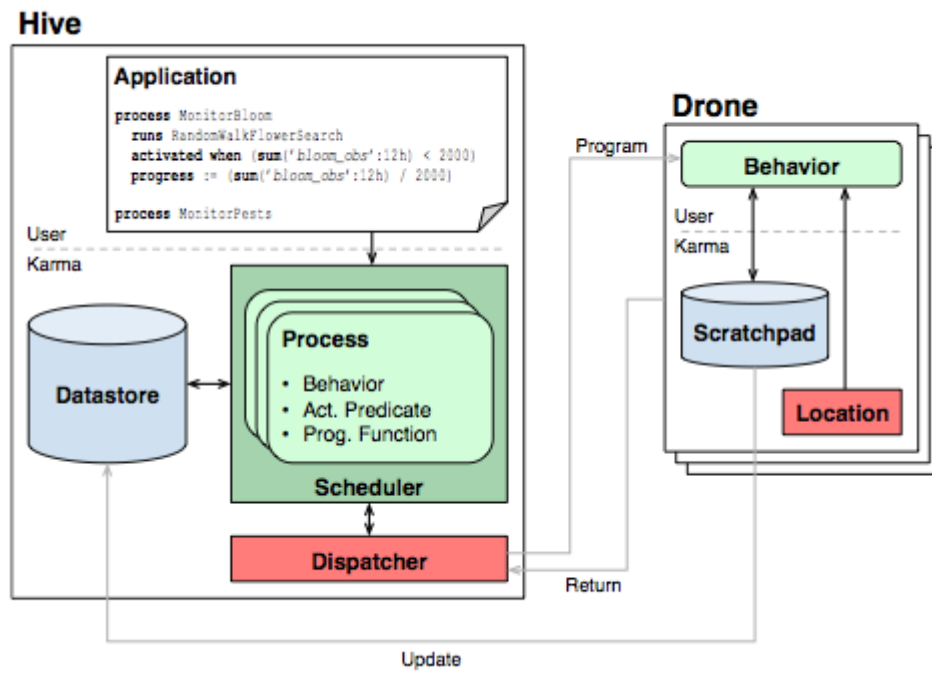 Hive
Application
process MonitorBloom
runs RandomWalkFlowerSearch
activated when (sum('bloom_obs':12h) < 2000)
progress := (sum('bloom_obs':12h) / 2000)
process MonitorPests
User
Karma
Datastore
Process
• Behavior
• Act. Predicate
• Prog. Function
Scheduler
Dispatcher
Program
Return
Update
Drone
Behavior
User
Karma
Scratchpad
Location